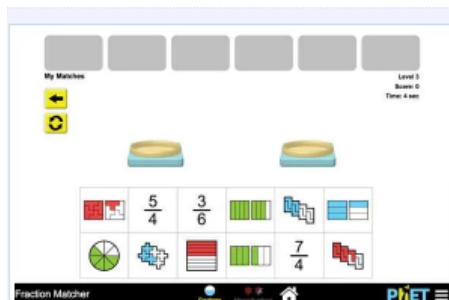 My Matches
Level 3
Score: 0
Time: 4 sec
5/4
3/6
7/4
Fraction Matcher
PhET